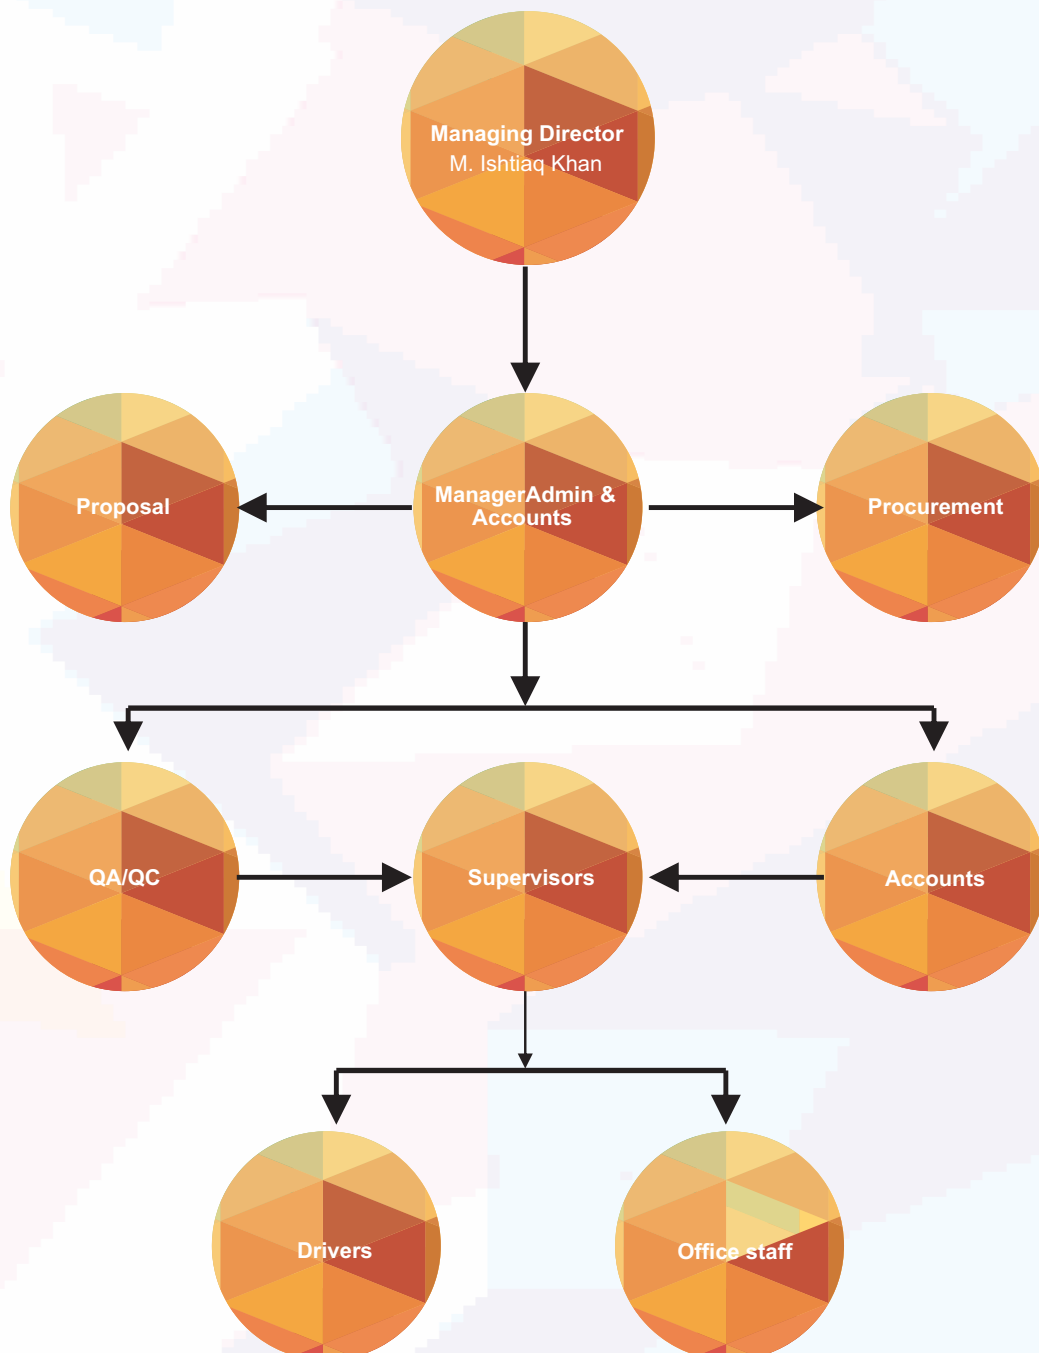 Managing Director
M. Ishtiaq Khan
Proposal
ManagerAdmin &
Accounts
Procurement
QA/QC
Supervisors
Accounts
Drivers
Office staff